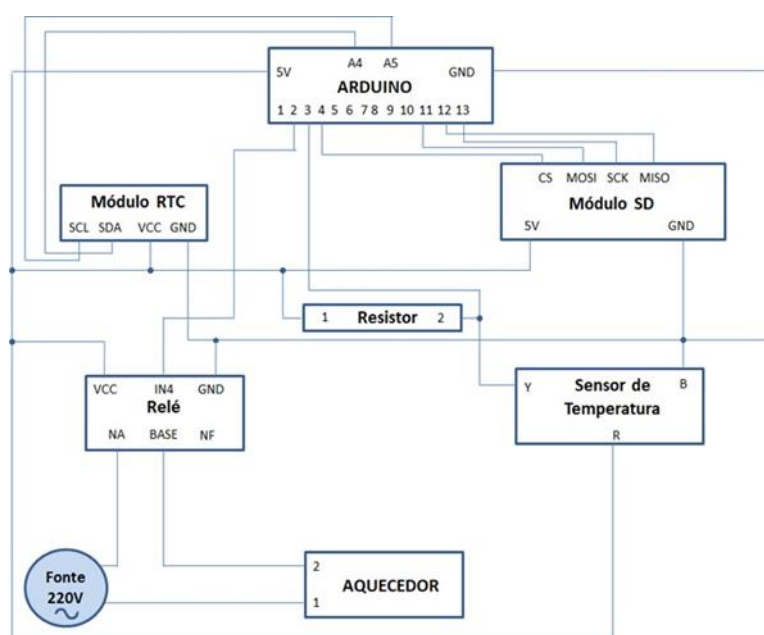 A4 A5
5V GND
ARDUINO
1 2 3 4 5 6 7 8 9 10 11 12 13
CS MOSI SCK MISO
Módulo SD
5V GND
Módulo RTC
SCL SDA VCC GND
1 Resistor 2
VCC IN4 GND
Relé
NA BASE NF
Y B
Sensor de
Temperatura
R
Fonte
220V
2
AQUECEDOR
1